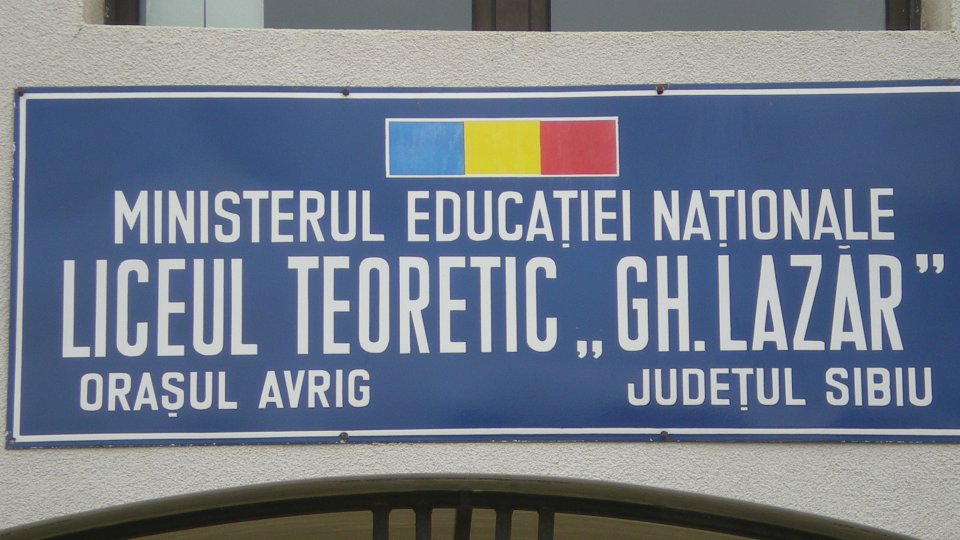 MINISTERUL EDUCAȚIEI NAȚIONALE
LICEUL TEORETIC „GH. LAZĂR”
ORAȘUL AVRIG JUDEȚUL SIBIU